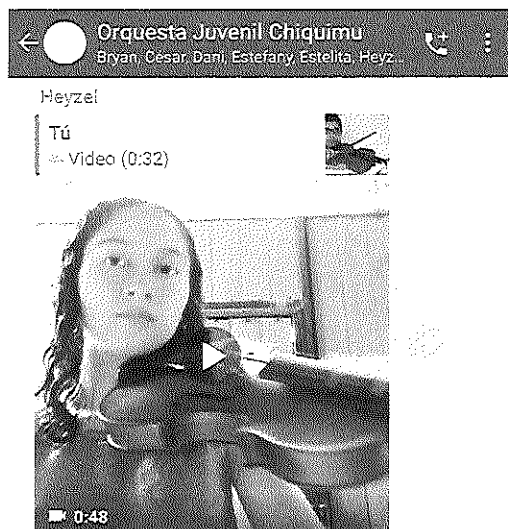 Orquesta Juvenil Chiquimu
Bryan, César, Dani, Estefany, Estelita, Heyz...
Heyzel
Tú
Video (0:32)
0:48